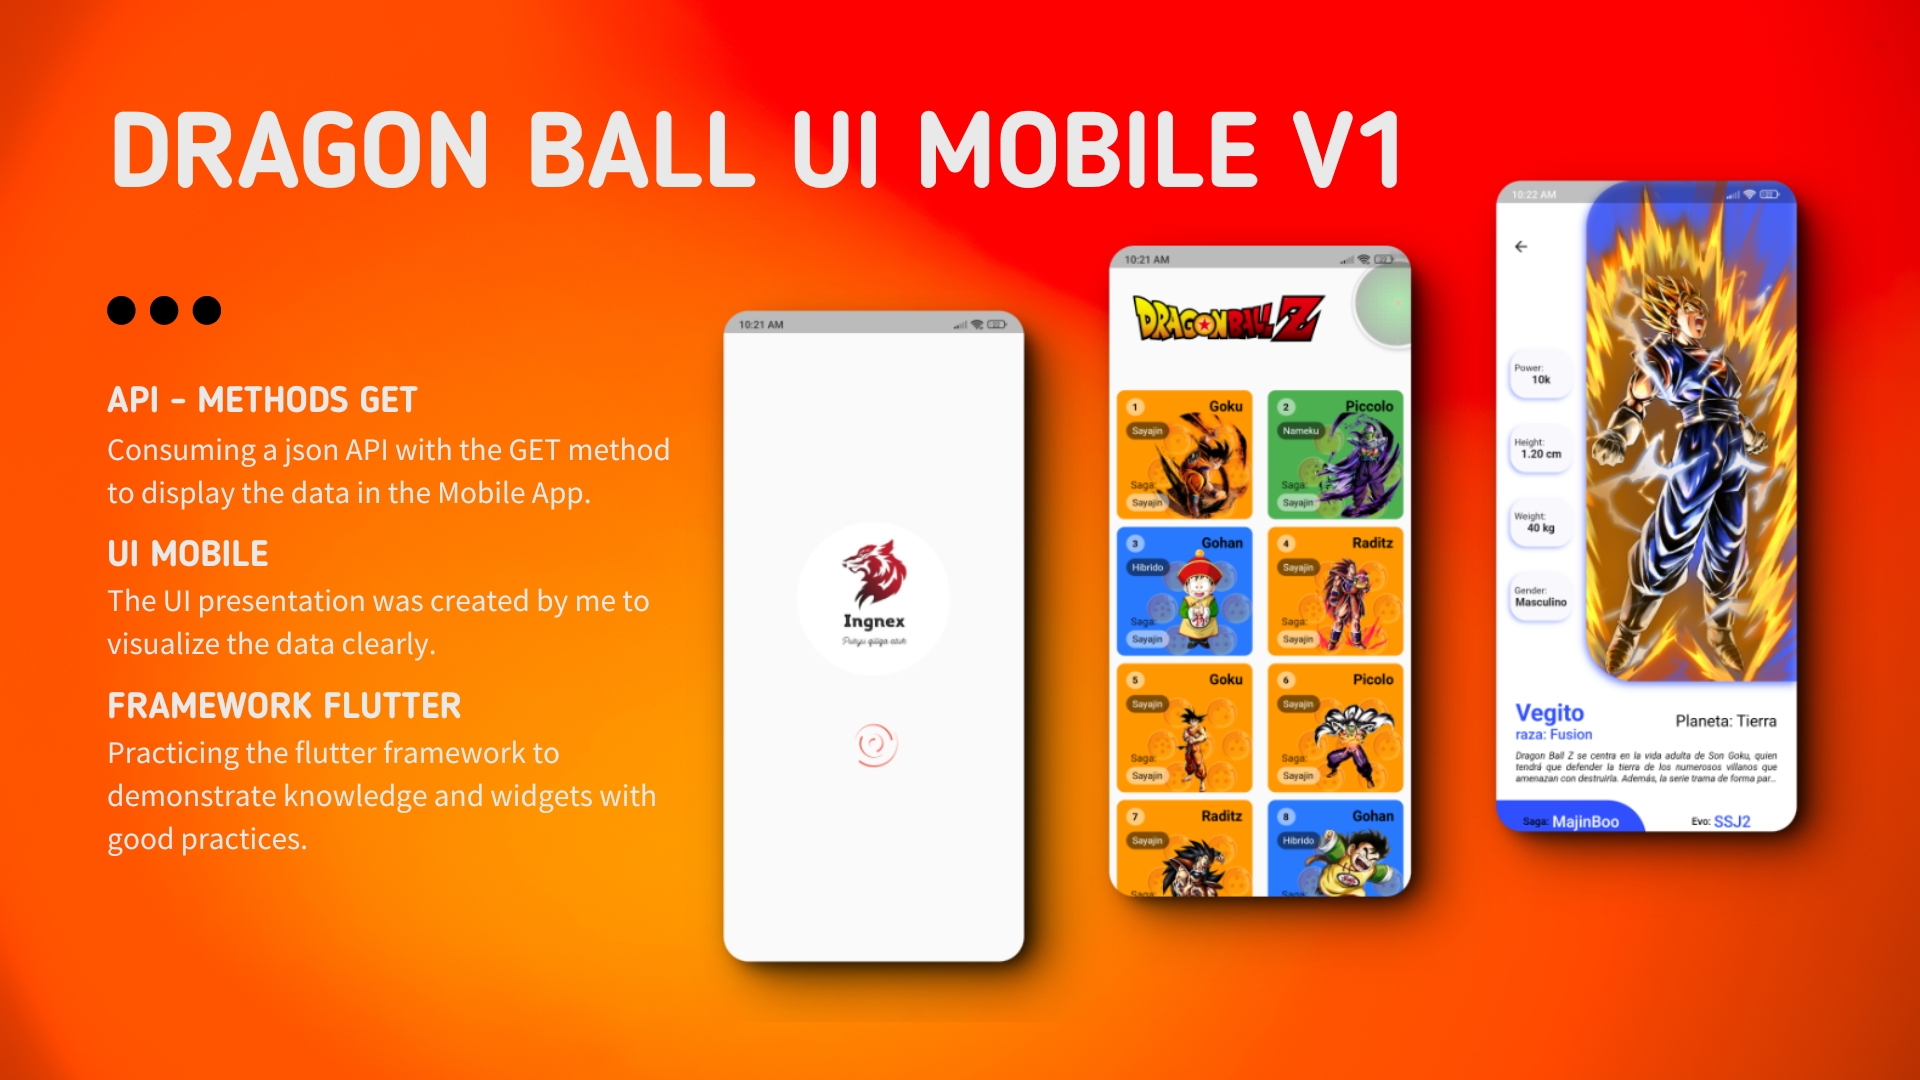 DRAGON BALL UI MOBILE V1
API - METHODS GET
Consuming a json API with the GET method
to display the data in the Mobile App.
UI MOBILE
The UI presentation was created by me to
visualize the data clearly.
FRAMEWORK FLUTTER
Practicing the flutter framework to
demonstrate knowledge and widgets with
good practices.
10:21 AM
Ingnex
10:21 AM
DRAGONBALL Z
1 Goku
Sayajin
Saga:
Sayajin
2 Piccolo
Nameku
Saga:
Sayajin
3 Gohan
Hibrido
Saga:
Sayajin
4 Raditz
Sayajin
Saga:
Sayajin
5 Goku
Sayajin
Saga:
Sayajin
6 Picolo
Sayajin
Saga:
Sayajin
7 Raditz
Sayajin
Saga:
8 Gohan
Hibrido
Saga:
10:22 AM
Power:
10k
Height:
1.20 cm
Weight:
40 kg
Gender:
Masculino
Vegito
raza: Fusion
Planeta: Tierra
Dragon Ball Z se centra en la vida adulta de Son Goku, quien
tendrá que defender la tierra de los numerosos villanos que
amenazan con destruirla. Además, la serie trama de forma par...
Saga: MajinBoo
Evo: SSJ2